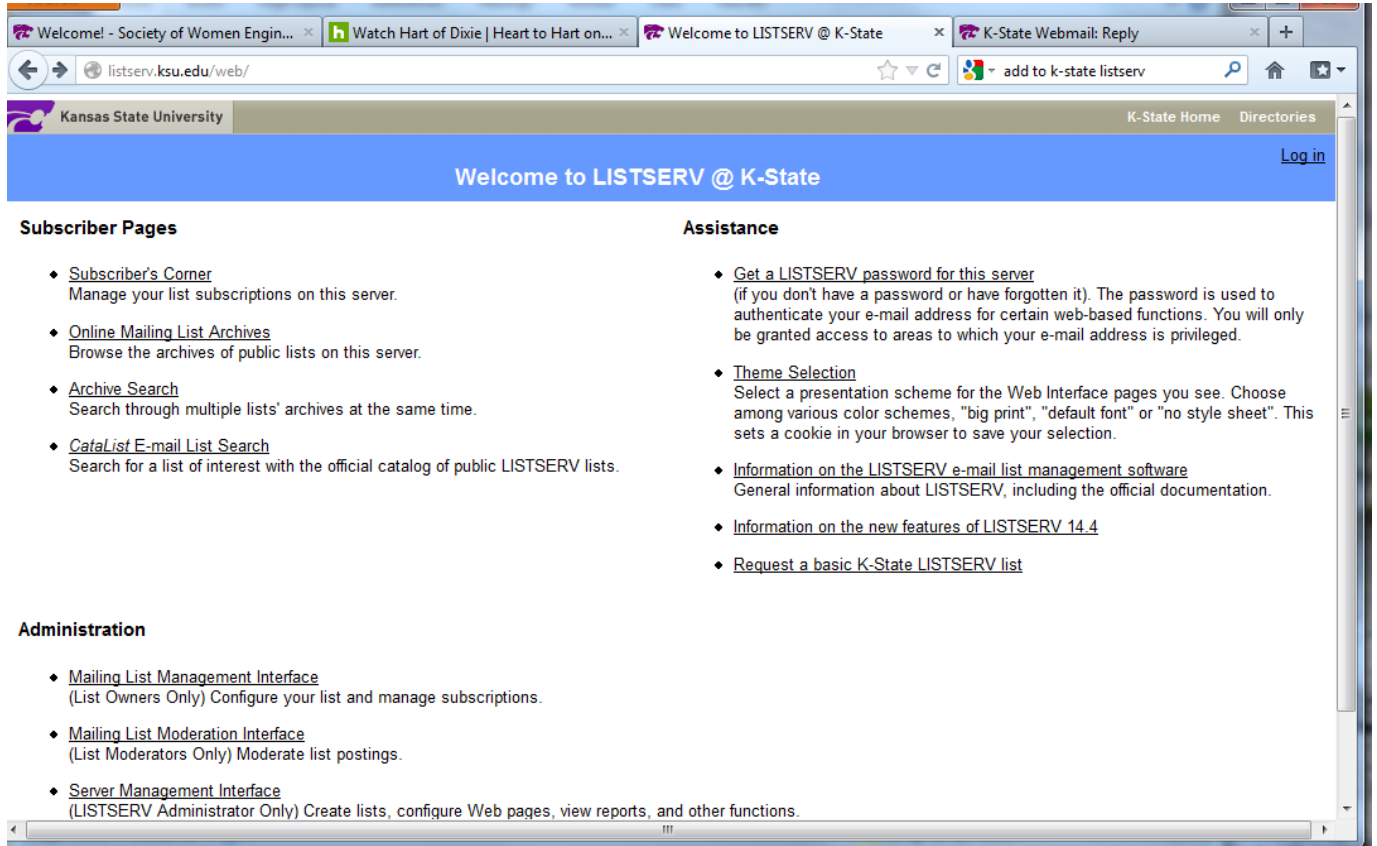 Welcome! - Society of Women Engin...
Watch Hart of Dixie | Heart to Hart on...
Welcome to LISTSERV @ K-State
K-State Webmail: Reply
listserv.ksu.edu/web/
add to k-state listserv
Kansas State University
K-State Home Directories
Log in
Welcome to LISTSERV @ K-State
Subscriber Pages
Subscriber's Corner
Manage your list subscriptions on this server.
Online Mailing List Archives
Browse the archives of public lists on this server.
Archive Search
Search through multiple lists' archives at the same time.
CataList E-mail List Search
Search for a list of interest with the official catalog of public LISTSERV lists.
Assistance
Get a LISTSERV password for this server
(if you don't have a password or have forgotten it). The password is used to
authenticate your e-mail address for certain web-based functions. You will only
be granted access to areas to which your e-mail address is privileged.
Theme Selection
Select a presentation scheme for the Web Interface pages you see. Choose
among various color schemes, "big print", "default font" or "no style sheet". This
sets a cookie in your browser to save your selection.
Information on the LISTSERV e-mail list management software
General information about LISTSERV, including the official documentation.
Information on the new features of LISTSERV 14.4
Request a basic K-State LISTSERV list
Administration
Mailing List Management Interface
(List Owners Only) Configure your list and manage subscriptions.
Mailing List Moderation Interface
(List Moderators Only) Moderate list postings.
Server Management Interface
(LISTSERV Administrator Only) Create lists, configure Web pages, view reports, and other functions.